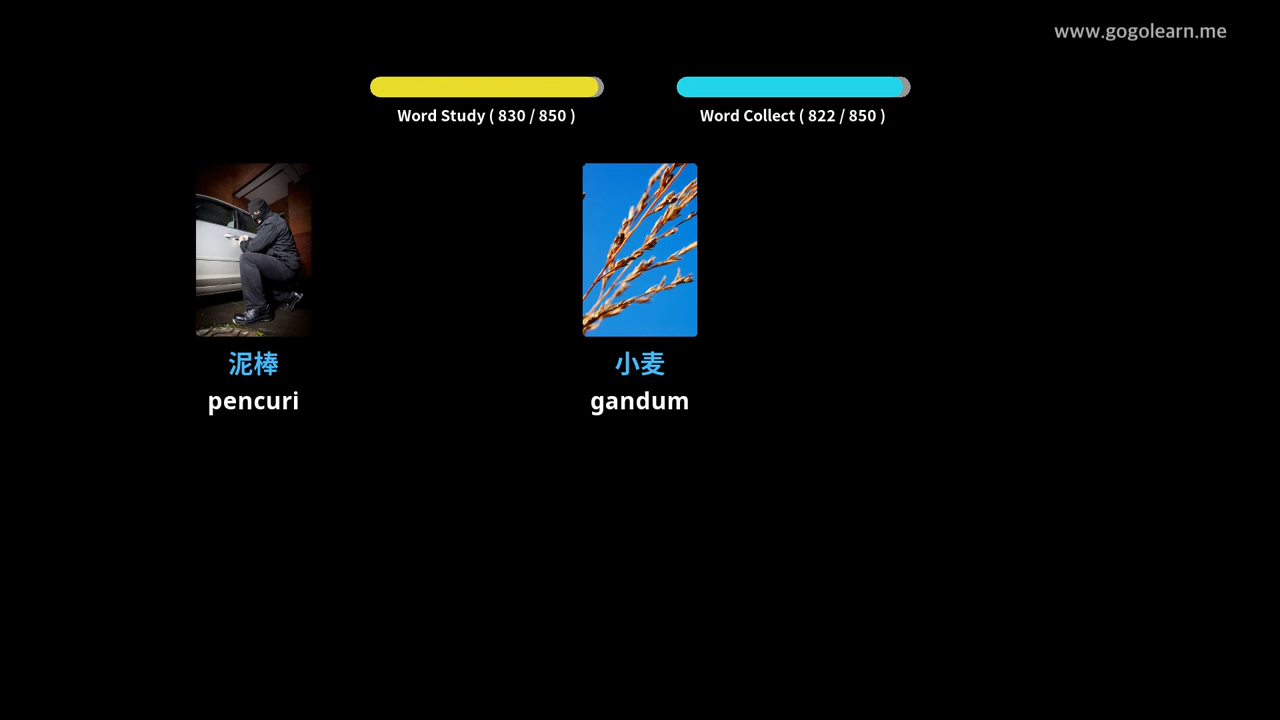 www.gogolearn.me
Word Study ( 830 / 850 )
Word Collect ( 822 / 850 )
泥棒
pencuri
小麦
gandum